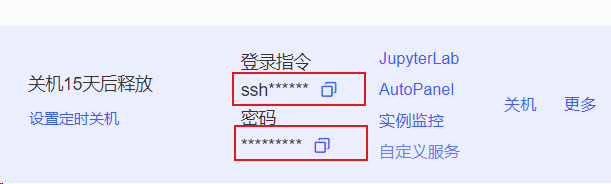 关机15天后释放
设置定时关机
登录指令
ssh******
密码
*********
JupyterLab
AutoPanel
实例监控
自定义服务
关机
更多